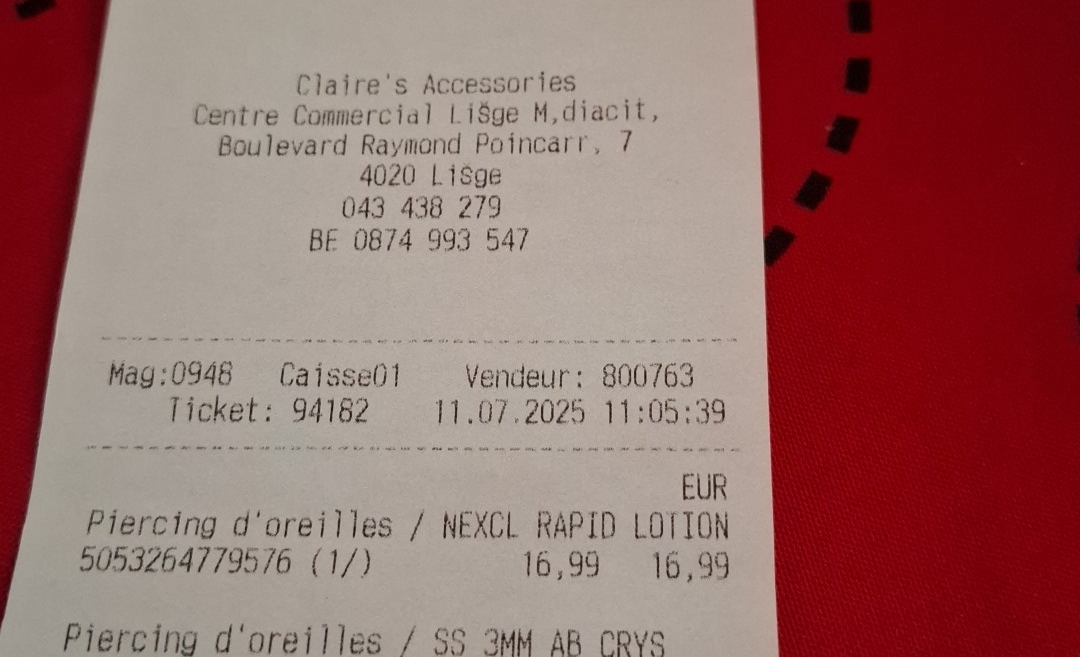 Claire's Accessories
Centre Commercial LiŠge M‚diacit‚
Boulevard Raymond Poincarr‚ 7
4020 LiŠge
043 438 279
BE 0874 993 547
Mag:0948 Caisse01 Vendeur: 800763
Ticket: 94182 11.07.2025 11:05:39
EUR
Piercing d'oreilles / NEXCL RAPID LOTION
5053264779576 (1/) 16,99 16,99
Piercing d'oreilles / SS 3MM AB CRYS